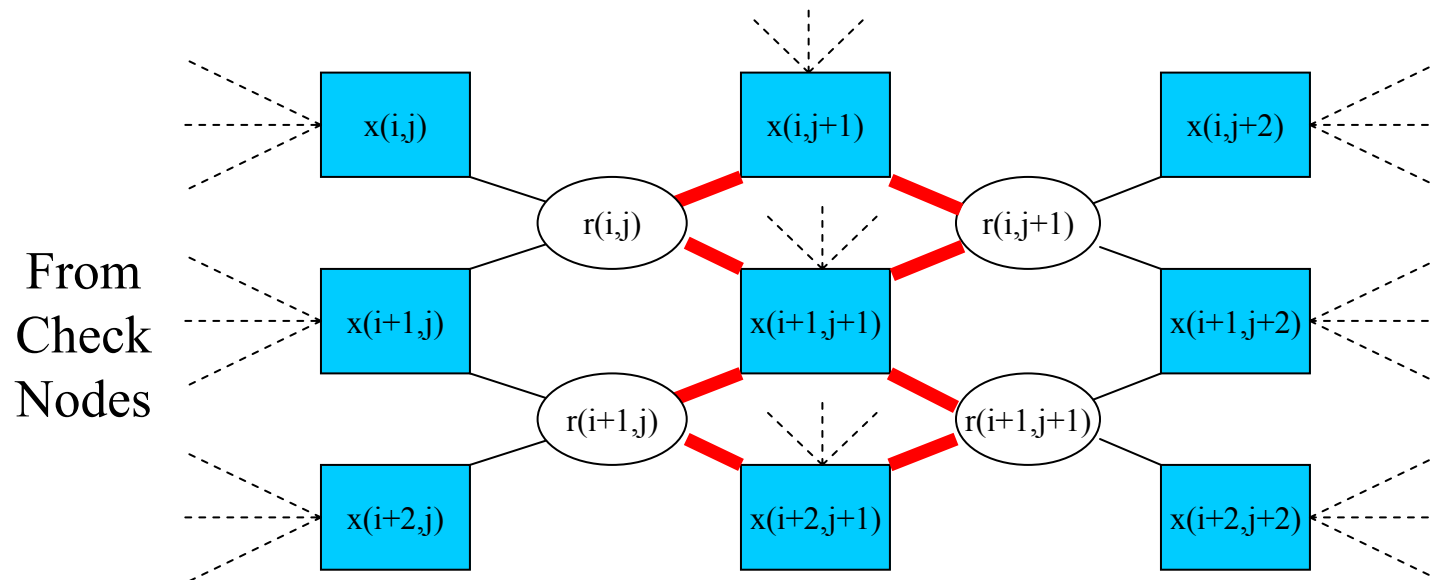 x(i,j)
x(i,j+1)
x(i,j+2)
r(i,j)
r(i,j+1)
From
Check
Nodes
x(i+1,j)
x(i+1,j+1)
x(i+1,j+2)
r(i+1,j)
r(i+1,j+1)
x(i+2,j)
x(i+2,j+1)
x(i+2,j+2)